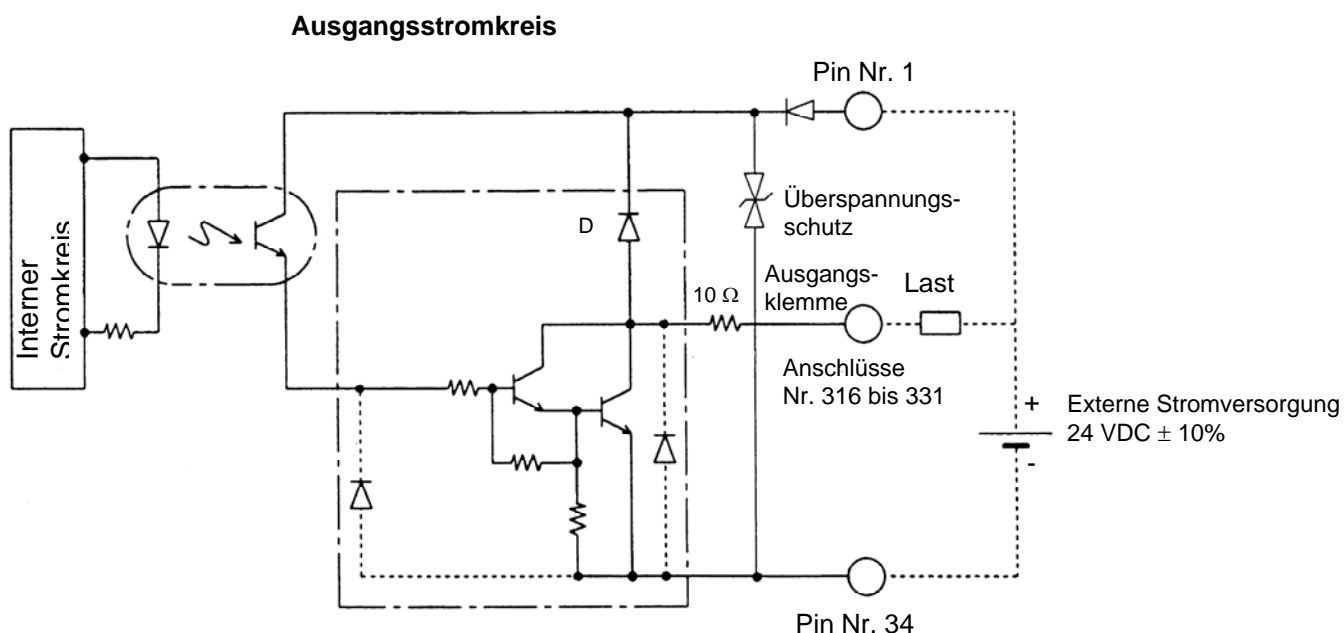 Ausgangsstromkreis
Pin Nr. 1
Interner
Stromkreis
Überspannungs-
schutz
D
Ausgangs-
klemme
10 Ω
Last
Anschlüsse
Nr. 316 bis 331
+
Externe Stromversorgung
24 VDC ± 10%
-
Pin Nr. 34